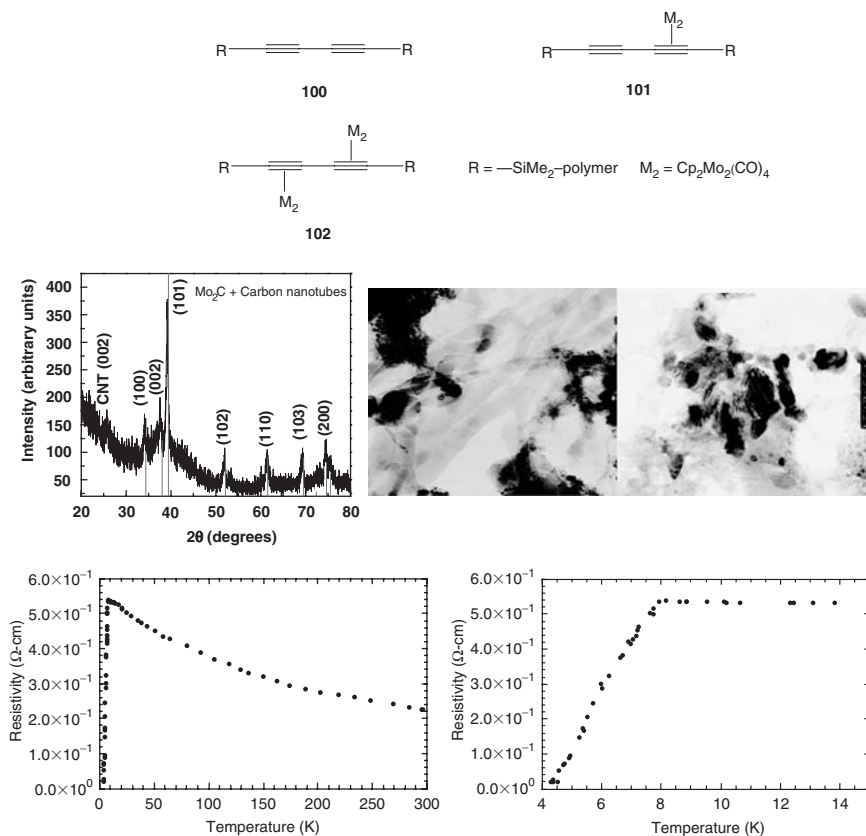 R R
100
M₂
R R
101
M₂
R R
M₂
102
R = —SiMe₂–polymer M₂ = Cp₂Mo₂(CO)₄
Intensity (arbitrary units)
400
350
300
250
200
150
100
50
Mo₂C + Carbon nanotubes
CNT (002)
(100)
(002)
(101)
(102)
(110)
(103)
(200)
20 30 40 50 60 70 80
2θ (degrees)
Resistivity (Ω-cm)
6.0×10⁻¹
5.0×10⁻¹
4.0×10⁻¹
3.0×10⁻¹
2.0×10⁻¹
1.0×10⁻¹
0.0×10⁰
0 50 100 150 200 250 300
Temperature (K)
Resistivity (Ω-cm)
6.0×10⁻¹
5.0×10⁻¹
4.0×10⁻¹
3.0×10⁻¹
2.0×10⁻¹
1.0×10⁻¹
0.0×10⁰
4 6 8 10 12 14
Temperature (K)